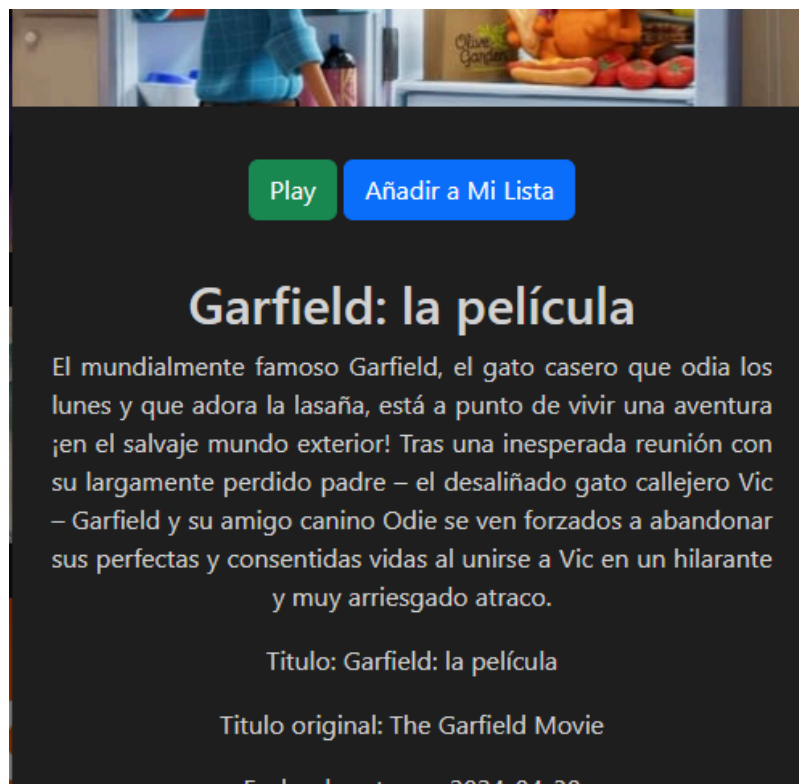 Olive
Garden
Play
Añadir a Mi Lista
Garfield: la película
El mundialmente famoso Garfield, el gato casero que odia los
lunes y que adora la lasaña, está a punto de vivir una aventura
¡en el salvaje mundo exterior! Tras una inesperada reunión con
su largamente perdido padre – el desaliñado gato callejero Vic
– Garfield y su amigo canino Odie se ven forzados a abandonar
sus perfectas y consentidas vidas al unirse a Vic en un hilarante
y muy arriesgado atraco.
Titulo: Garfield: la película
Titulo original: The Garfield Movie